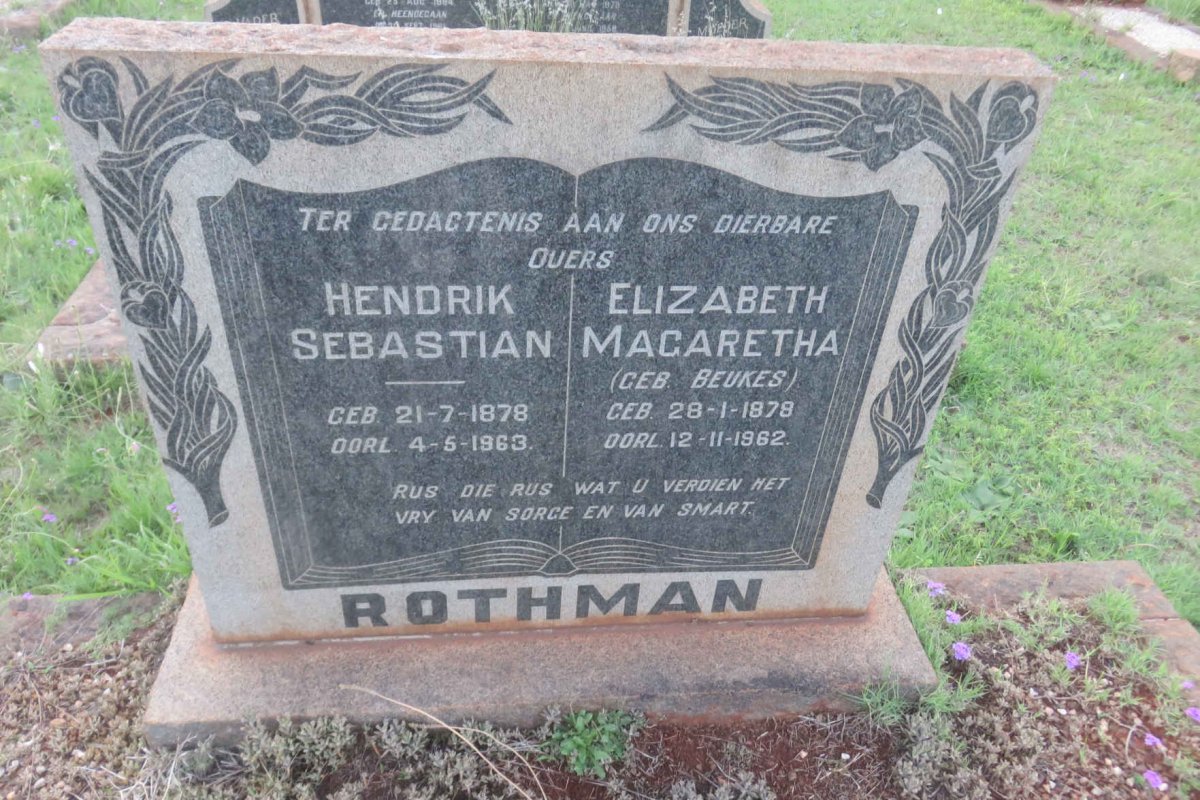 TER GEDAGTENIS AAN ONS DIERBARE
OUERS
HENDRIK
SEBASTIAN
GEB. 21-7-1878
OORL. 4-5-1963.
ELIZABETH
MAGARETHA
(GEB. BEUKES)
GEB. 28-1-1878
OORL. 12-11-1962.
RUS DIE RUS WAT U VERDIEN HET
VRY VAN SORGE EN VAN SMART.
ROTHMAN